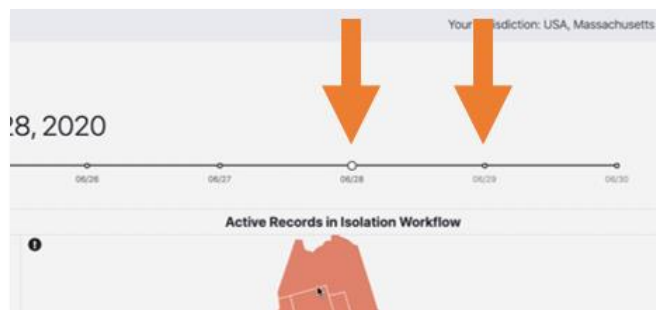 Your isdiction: USA, Massachusetts
28, 2020
06/26 06/27 06/28 06/29 06/30
Active Records in Isolation Workflow